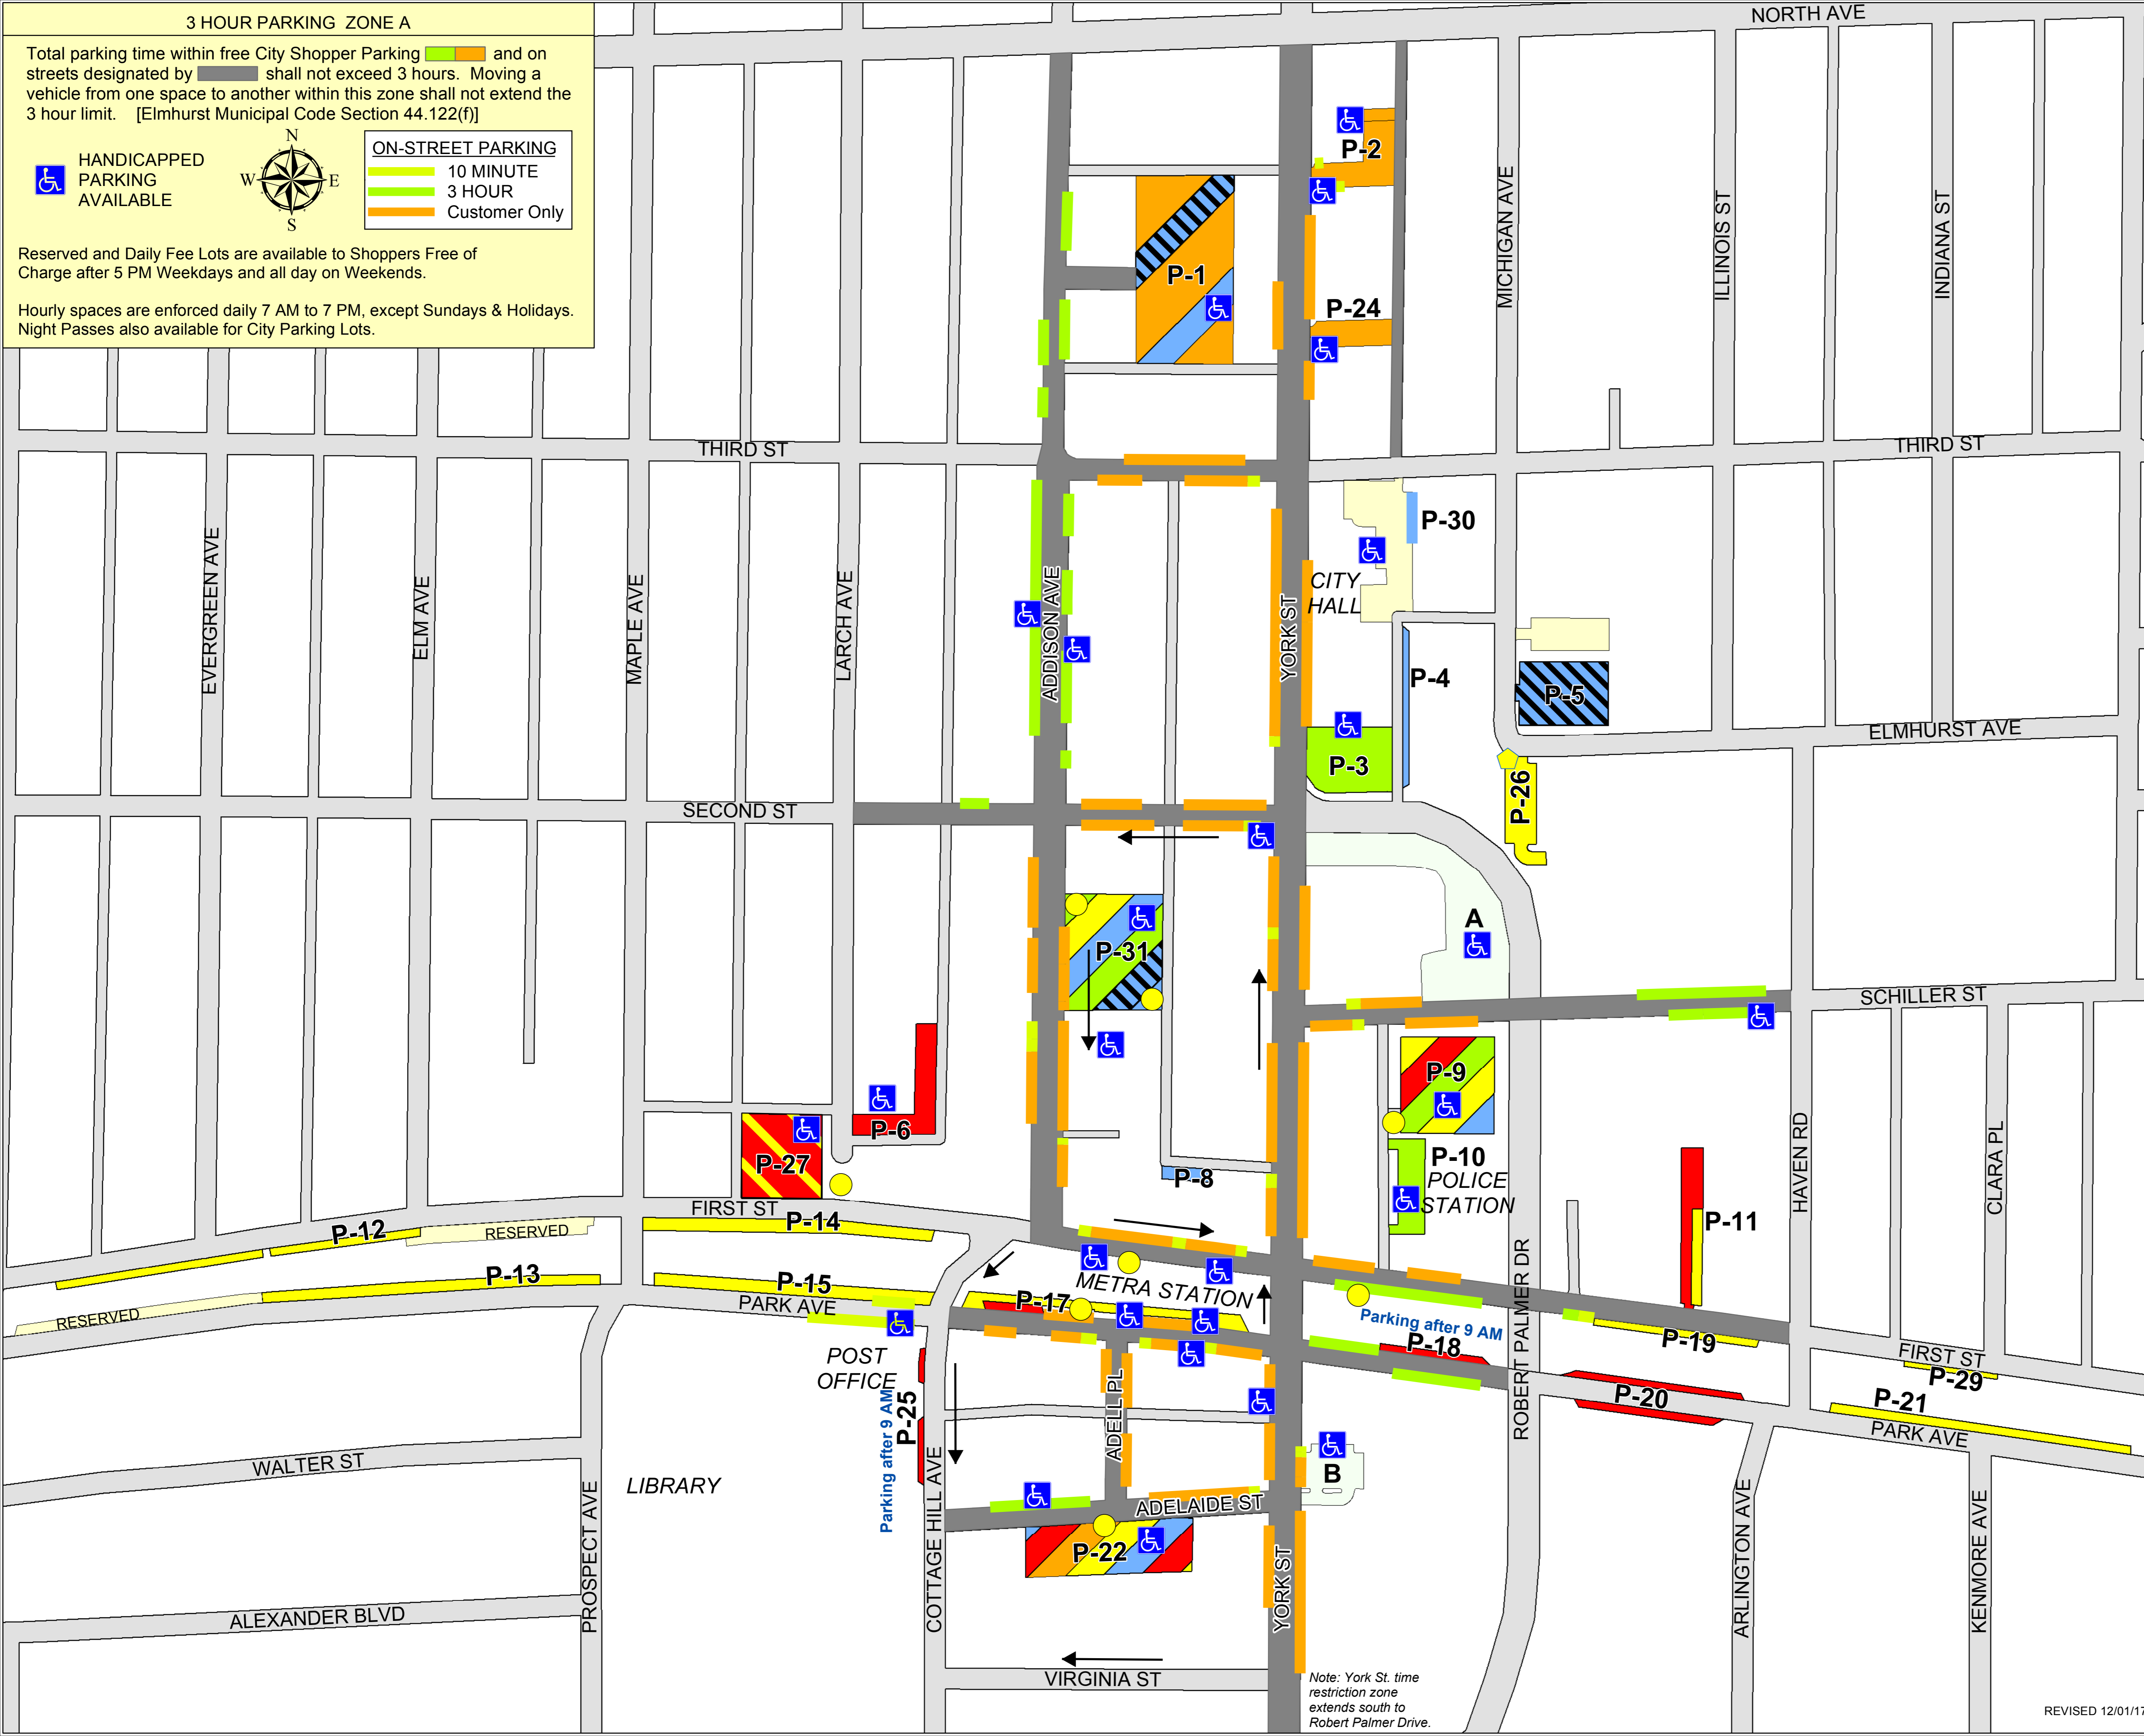 3 HOUR PARKING ZONE A
Total parking time within free City Shopper Parking and on
streets designated by shall not exceed 3 hours. Moving a
vehicle from one space to another within this zone shall not extend the
3 hour limit. [Elmhurst Municipal Code Section 44.122(f)]
HANDICAPPED
PARKING
AVAILABLE
N
W E
S
ON-STREET PARKING
10 MINUTE
3 HOUR
Customer Only
Reserved and Daily Fee Lots are available to Shoppers Free of
Charge after 5 PM Weekdays and all day on Weekends.
Hourly spaces are enforced daily 7 AM to 7 PM, except Sundays & Holidays.
Night Passes also available for City Parking Lots.
NORTH AVE
P-2
MICHIGAN AVE
ILLINOIS ST
INDIANA ST
P-1
P-24
THIRD ST
THIRD ST
P-30
CITY
HALL
EVERGREEN AVE
ELM AVE
MAPLE AVE
LARCH AVE
ADDISON AVE
YORK ST
P-4
P-5
P-3
ELMHURST AVE
P-26
SECOND ST
A
P-31
SCHILLER ST
P-9
P-6
P-27
P-10
POLICE
STATION
P-8
HAVEN RD
CLARA PL
P-11
FIRST ST
P-14
P-12
RESERVED
P-13
P-15
PARK AVE
RESERVED
METRA STATION
P-17
Parking after 9 AM
P-18
ROBERT PALMER DR
P-19
FIRST ST
P-29
P-20
P-21
PARK AVE
POST
OFFICE
P-25
Parking after 9 AM
ADELL PL
B
WALTER ST
LIBRARY
PROSPECT AVE
COTTAGE HILL AVE
ADELAIDE ST
P-22
YORK ST
ARLINGTON AVE
KENMORE AVE
ALEXANDER BLVD
VIRGINIA ST
Note: York St. time
restriction zone
extends south to
Robert Palmer Drive.
REVISED 12/01/17